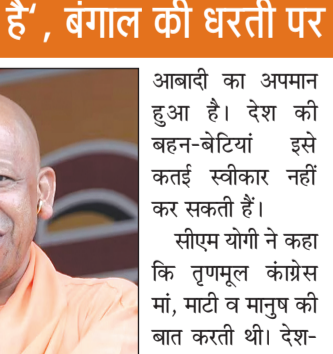 है‘, बंगाल की धरती पर
आबादी का अपमान
हुआ है। देश की
बहन-बेटियां इसे
कतई स्वीकार नहीं
कर सकती हैं।
सीएम योगी ने कहा
कि तृणमूल कांग्रेस
मां, माटी व मानुष की
बात करती थी। देश-